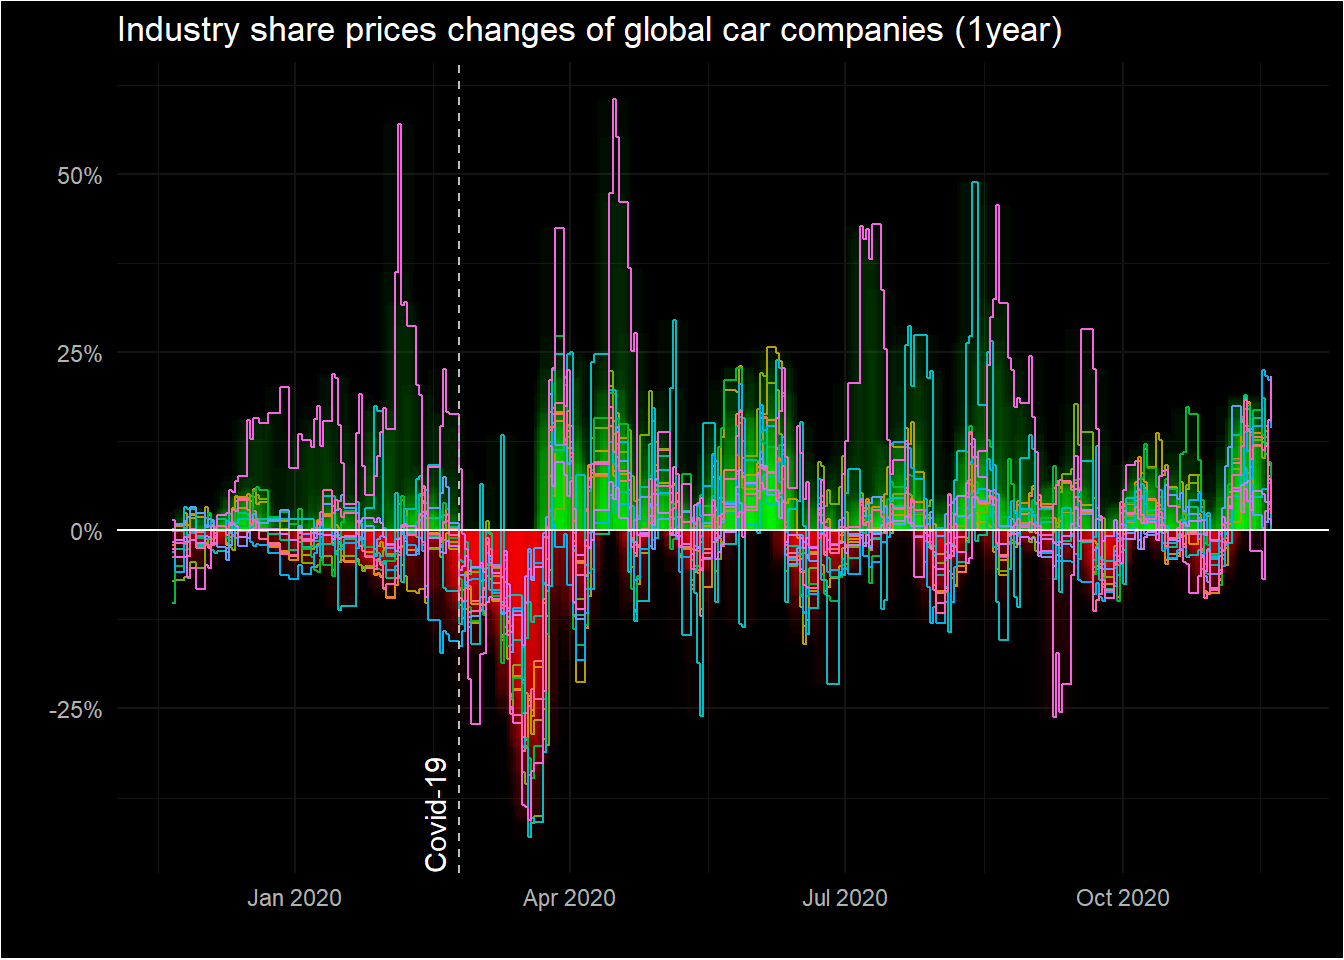 Industry share prices changes of global car companies (1year)
50%
25%
0%
-25%
Covid-19
Jan 2020
Apr 2020
Jul 2020
Oct 2020